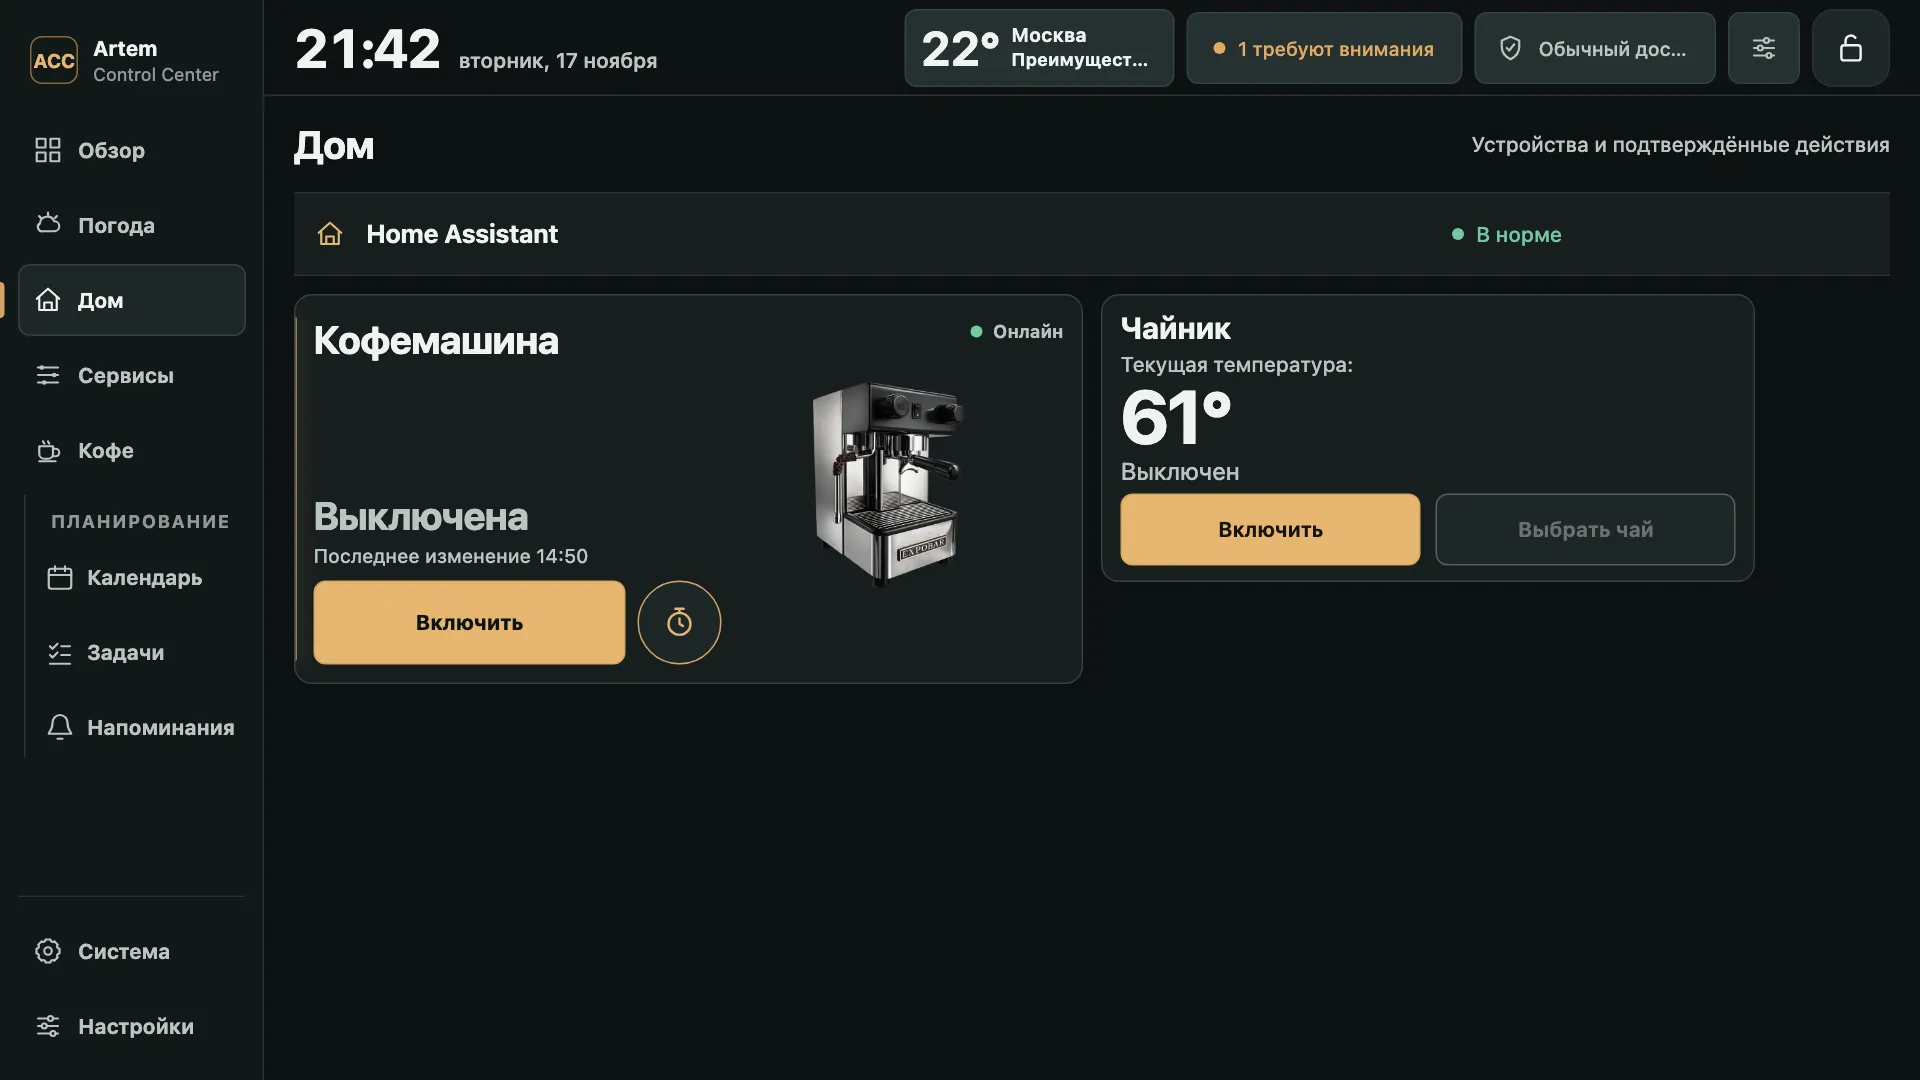 ACC
Artem
Control Center
21:42 вторник, 17 ноября
22° Москва
Преимущест...
1 требуют внимания
Обычный дос...
Обзор
Погода
Дом
Сервисы
Кофе
ПЛАНИРОВАНИЕ
Календарь
Задачи
Напоминания
Система
Настройки
Дом
Устройства и подтверждённые действия
Home Assistant
В норме
Кофемашина
Онлайн
EXPOBAR
Выключена
Последнее изменение 14:50
Включить
Чайник
Текущая температура:
61°
Выключен
Включить
Выбрать чай